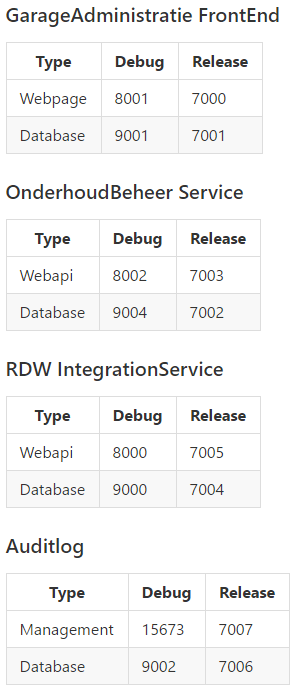 GarageAdministratie FrontEnd
Type Debug Release
Webpage 8001 7000
Database 9001 7001
OnderhoudBeheer Service
Type Debug Release
Webapi 8002 7003
Database 9004 7002
RDW IntegrationService
Type Debug Release
Webapi 8000 7005
Database 9000 7004
Auditlog
Type Debug Release
Management 15673 7007
Database 9002 7006